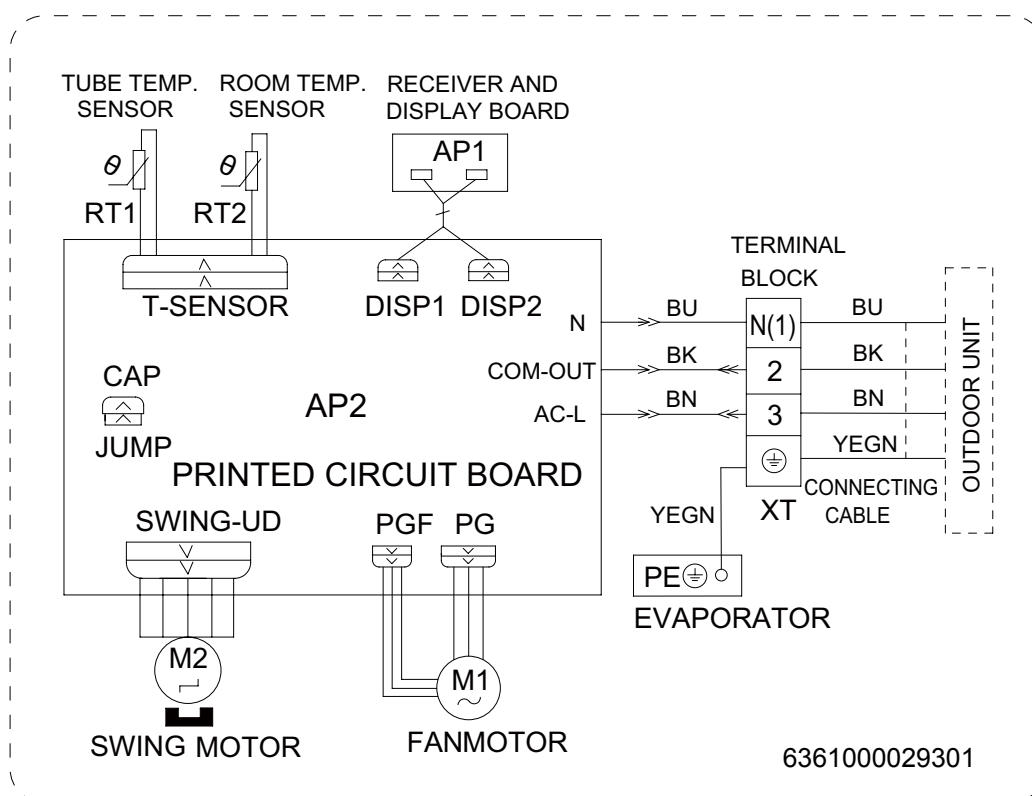 TUBE TEMP.
SENSOR
ROOM TEMP.
SENSOR
RECEIVER AND
DISPLAY BOARD
AP1
θ
θ
RT1
RT2
T-SENSOR
DISP1
DISP2
TERMINAL
BLOCK
N
BU
N(1)
BU
COM-OUT
BK
2
BK
AC-L
BN
3
BN
YEGN
OUTDOOR UNIT
CAP
JUMP
AP2
PRINTED CIRCUIT BOARD
XT
CONNECTING
CABLE
YEGN
SWING-UD
PGF
PG
PE
EVAPORATOR
M2
M1
SWING MOTOR
FANMOTOR
6361000029301